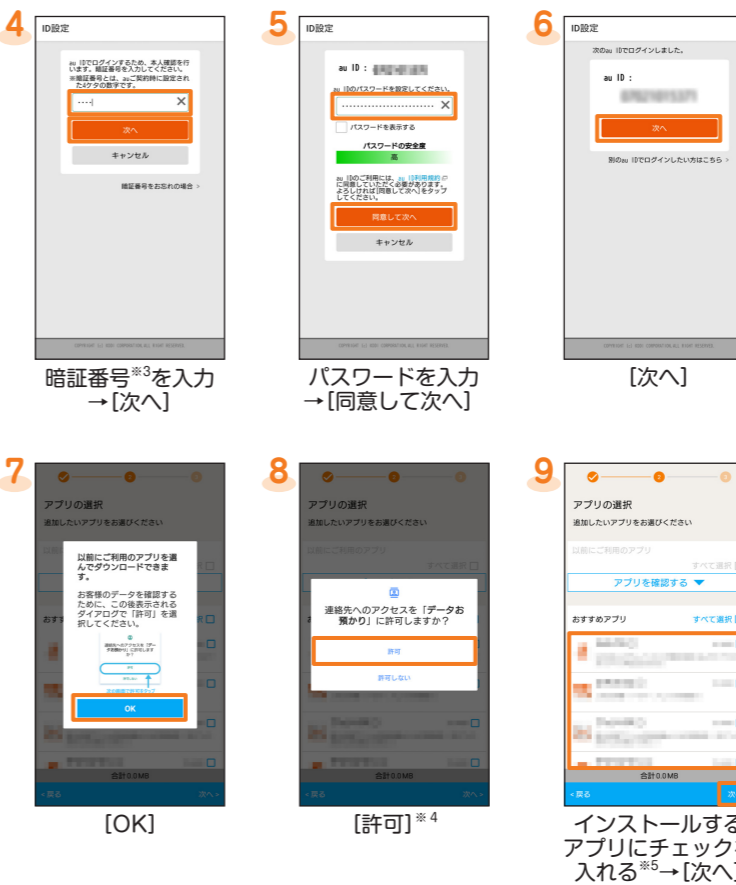 4
ID設定
au IDでログインするため、本人確認を行
います。暗証番号を入力してください。
※暗証番号とは、auご契約時に設定され
た4ケタの数字です。
次へ
キャンセル
暗証番号をお忘れの場合 >
暗証番号※3を入力
→[次へ]
5
ID設定
au ID:
au IDのパスワードを設定してください。
パスワードを表示する
パスワードの安全度
高
au IDのご利用には、au ID利用規約
に同意していただく必要があります。
よろしければ[同意して次へ]をタップ
してください。
同意して次へ
キャンセル
パスワードを入力
→[同意して次へ]
6
ID設定
次のau IDでログインしました。
au ID:
次へ
別のau IDでログインしたい方はこちら >
[次へ]
7
アプリの選択
追加したいアプリをお選びください
以前にご利用のアプリを選
んでダウンロードできま
す。
お客様のデータを確認する
ために、この後表示される
ダイアログで「許可」を選
択してください。
OK
合計0.0MB
<戻る
次へ>
[OK]
8
アプリの選択
追加したいアプリをお選びください
以前にご利用のアプリ
すべて選択
連絡先へのアクセスを「データお
預かり」に許可しますか？
許可
許可しない
合計0.0MB
<戻る
次へ>
[許可]※4
9
アプリの選択
追加したいアプリをお選びください
以前にご利用のアプリ
すべて選択
アプリを確認する ▼
おすすめアプリ
すべて選択
合計0.0MB
<戻る
次
インストールする
アプリにチェックを
入れる※5→[次へ]